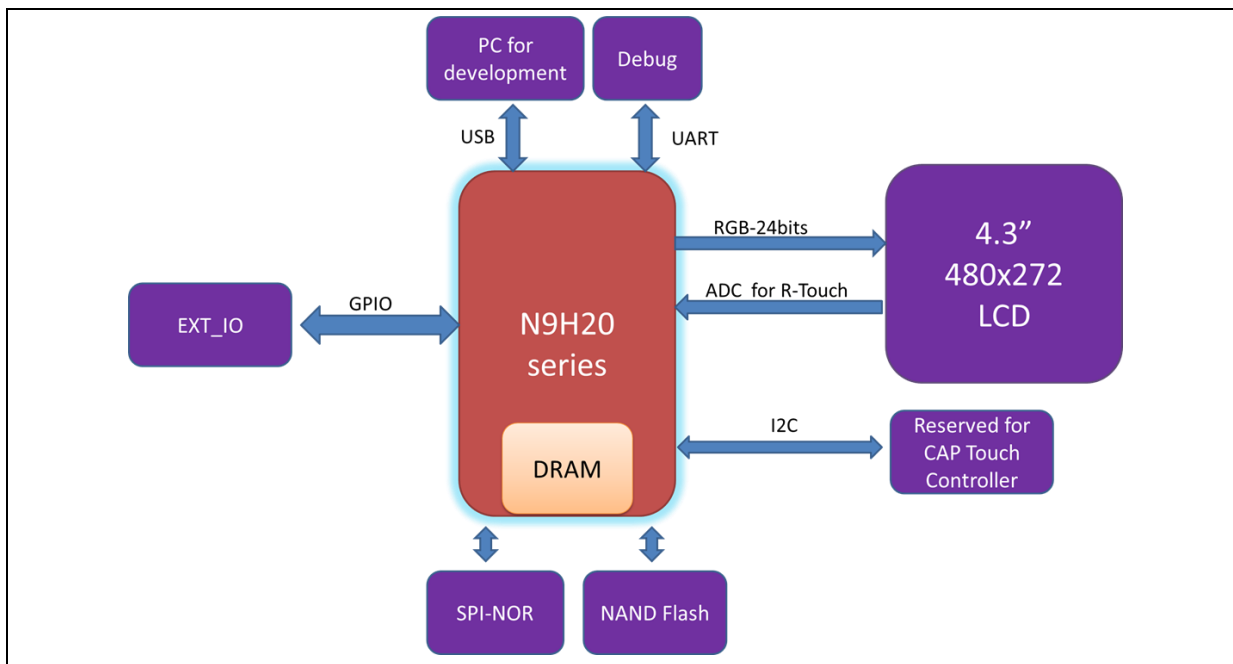 PC for
development
Debug
USB
UART
RGB-24bits
4.3”
480x272
LCD
ADC for R-Touch
GPIO
EXT_IO
N9H20
series
I2C
Reserved for
CAP Touch
Controller
DRAM
SPI-NOR
NAND Flash